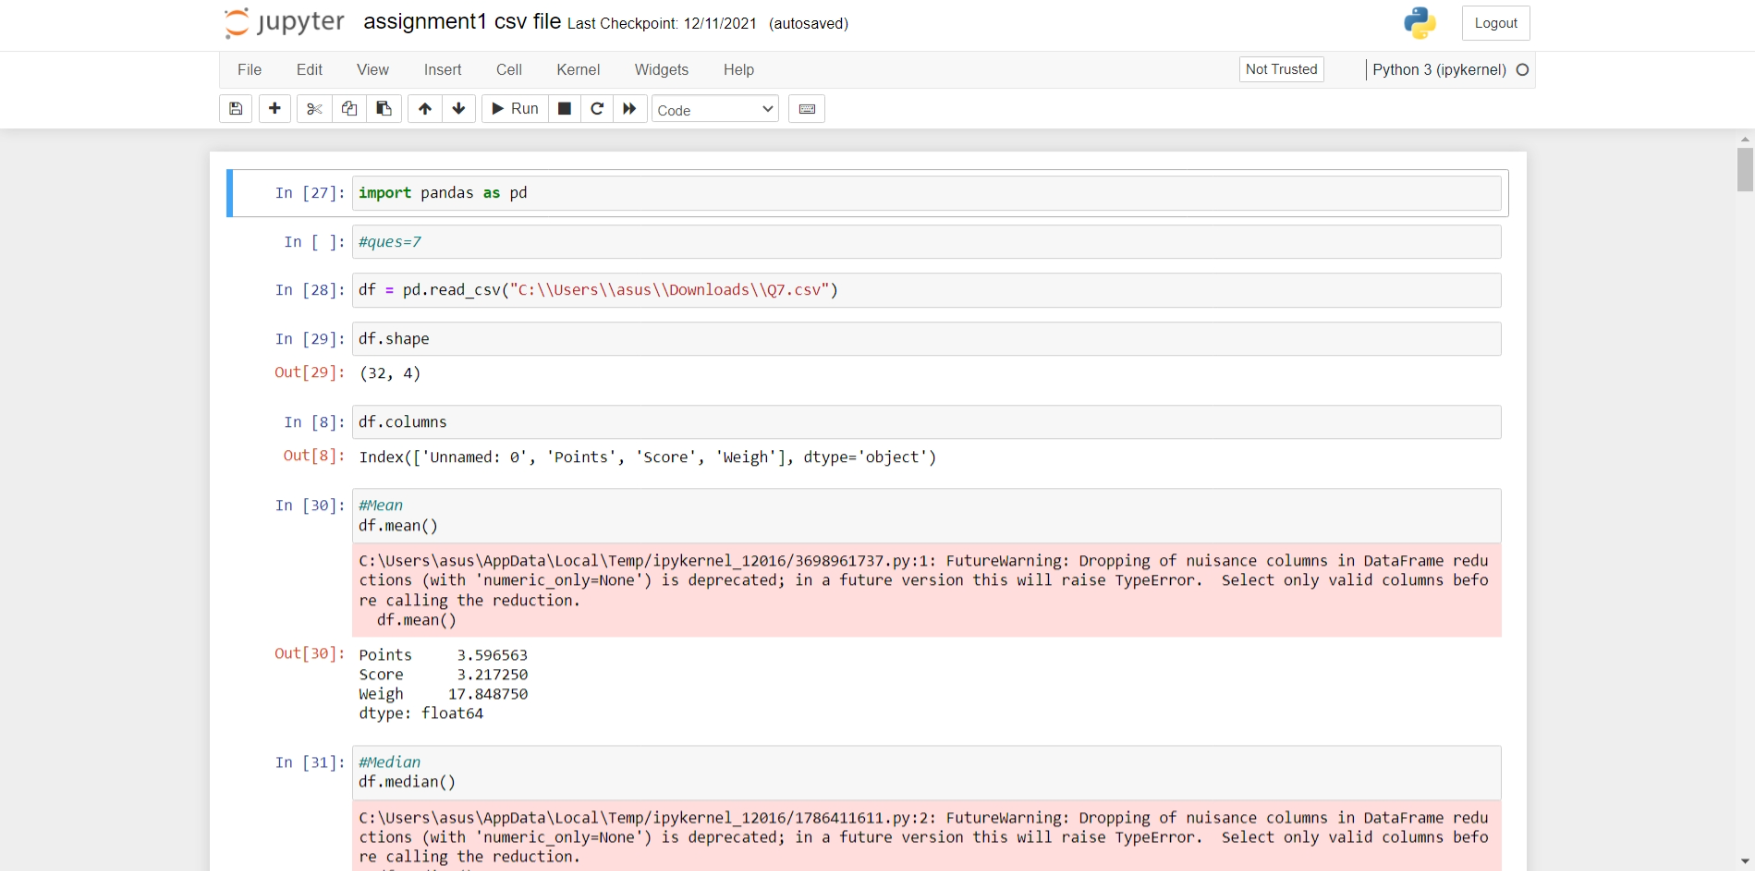 jupyter assignment1 csv file Last Checkpoint: 12/11/2021 (autosaved)
Logout
File Edit View Insert Cell Kernel Widgets Help
Not Trusted
Python 3 (ipykernel)
Run
Code
In [27]: import pandas as pd
In [ ]: #ques=7
In [28]: df = pd.read_csv("C:\\Users\\asus\\Downloads\\Q7.csv")
In [29]: df.shape
Out[29]: (32, 4)
In [8]: df.columns
Out[8]: Index(['Unnamed: 0', 'Points', 'Score', 'Weigh'], dtype='object')
In [30]: #Mean
df.mean()
C:\Users\asus\AppData\Local\Temp/ipykernel_12016/3698961737.py:1: FutureWarning: Dropping of nuisance columns in DataFrame redu
ctions (with 'numeric_only=None') is deprecated; in a future version this will raise TypeError.  Select only valid columns befo
re calling the reduction.
  df.mean()
Out[30]: Points     3.596563
Score      3.217250
Weigh     17.848750
dtype: float64
In [31]: #Median
df.median()
C:\Users\asus\AppData\Local\Temp/ipykernel_12016/1786411611.py:2: FutureWarning: Dropping of nuisance columns in DataFrame redu
ctions (with 'numeric_only=None') is deprecated; in a future version this will raise TypeError.  Select only valid columns befo
re calling the reduction.